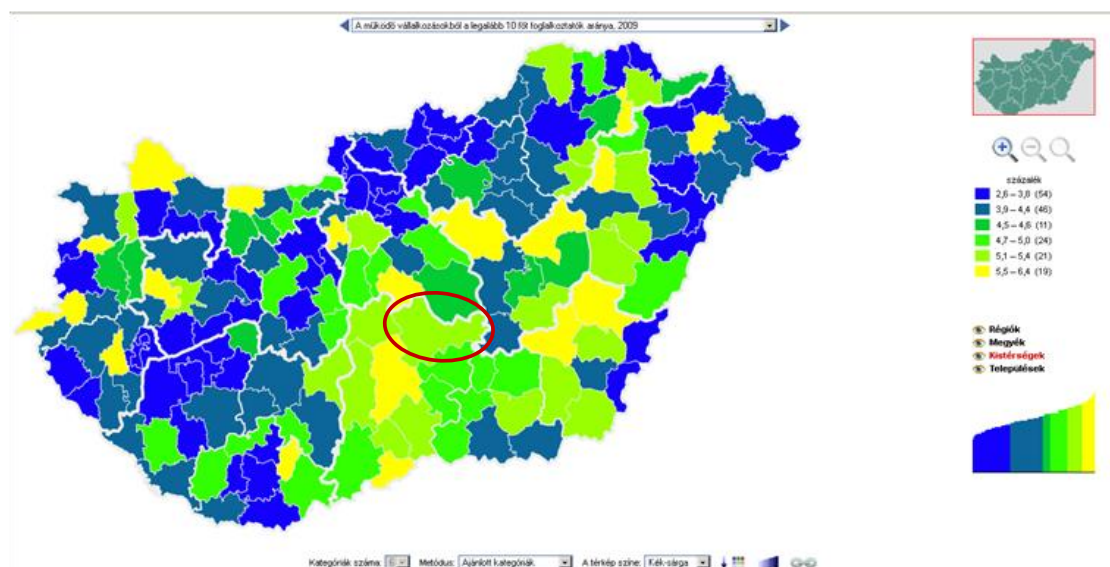 A működő vállalkozásokból a legalább 10 főt foglalkoztatók aránya, 2009
százalék
2,6 – 3,8 (54)
3,9 – 4,4 (46)
4,5 – 4,6 (11)
4,7 – 5,0 (24)
5,1 – 5,4 (21)
5,5 – 6,4 (19)
Régiók
Megyék
Kistérségek
Települések
Kategóriák száma: 6 Metódus: Ajánlott kategóriák A térkép színe: Kék-sárga